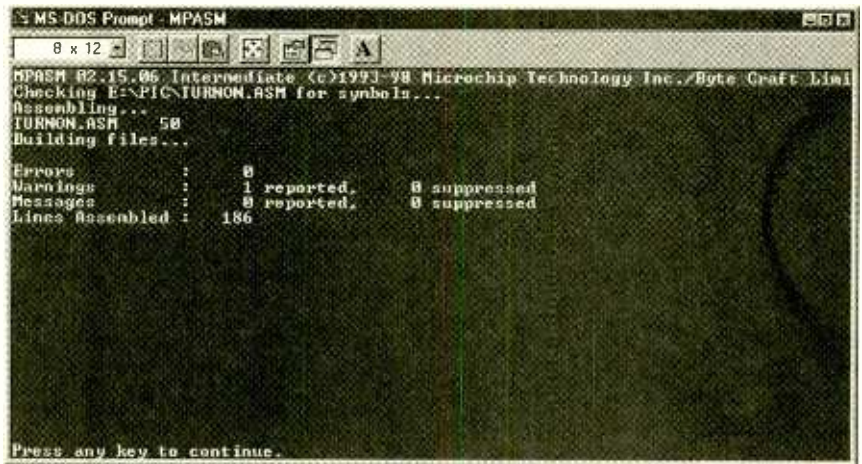 MS-DOS Prompt - MPASM
8 x 12 A
MPASM 02.15.06 Intermediate (c)1993-98 Microchip Technology Inc./Byte Craft Limi
Checking E:\PIC\TURNON.ASM for symbols...
Assembling...
TURNON.ASM 50
Building files...
Errors : 0
Warnings : 1 reported, 0 suppressed
Messages : 0 reported, 0 suppressed
Lines Assembled : 186
Press any key to continue.